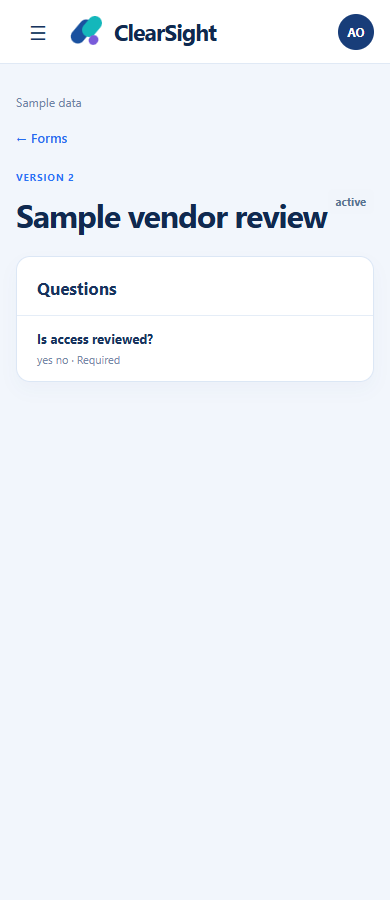 ☰ ClearSight AO
Sample data
← Forms
VERSION 2
Sample vendor review active
Questions
Is access reviewed?
yes no · Required